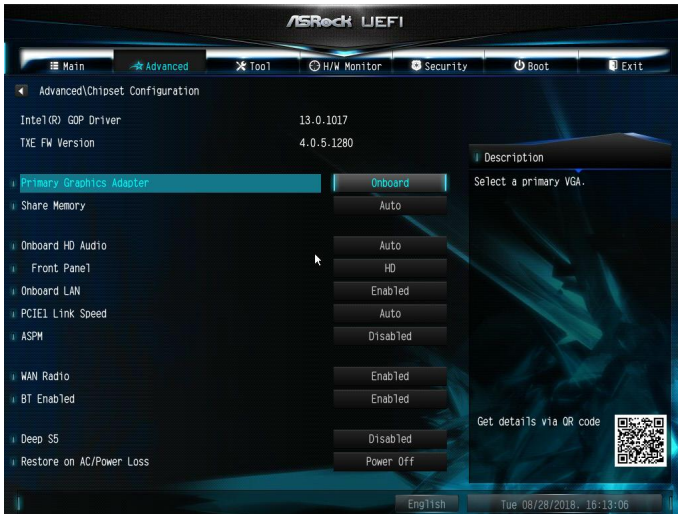 ASRock UEFI
Main Advanced Tool H/W Monitor Security Boot Exit
Advanced\Chipset Configuration
Intel(R) GOP Driver 13.0.1017
TXE FW Version 4.0.5.1280
Description
Primary Graphics Adapter Onboard Select a primary VGA.
Share Memory Auto
Onboard HD Audio Auto
Front Panel HD
Onboard LAN Enabled
PCIE1 Link Speed Auto
ASPM Disabled
WAN Radio Enabled
BT Enabled Enabled
Get details via QR code
Deep S5 Disabled
Restore on AC/Power Loss Power Off
English Tue 08/28/2018. 16:13:06